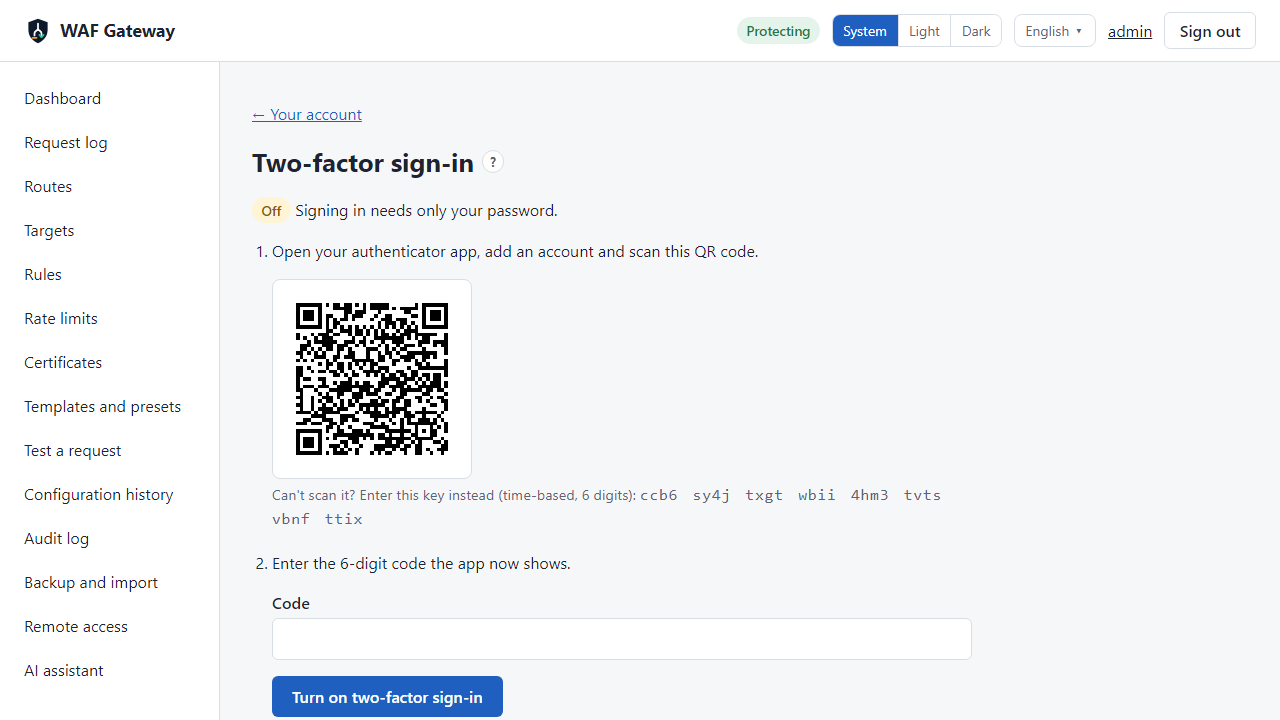 WAF Gateway
Protecting
System
Light
Dark
English ▼
admin
Sign out
Dashboard
Request log
Routes
Targets
Rules
Rate limits
Certificates
Templates and presets
Test a request
Configuration history
Audit log
Backup and import
Remote access
AI assistant
← Your account
Two-factor sign-in ?
Off Signing in needs only your password.
1. Open your authenticator app, add an account and scan this QR code.
Can't scan it? Enter this key instead (time-based, 6 digits): ccb6 sy4j txgt wbii 4hm3 tvts
vbnf ttix
2. Enter the 6-digit code the app now shows.
Code
Turn on two-factor sign-in